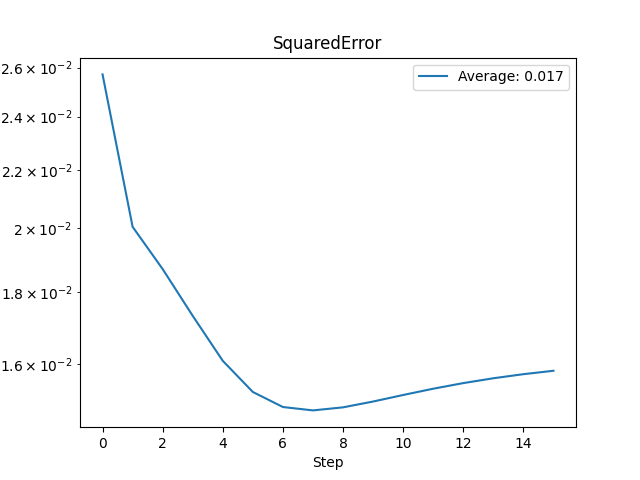 SquaredError
Average: 0.017
2.6 × 10⁻²
2.4 × 10⁻²
2.2 × 10⁻²
2 × 10⁻²
1.8 × 10⁻²
1.6 × 10⁻²
0 2 4 6 8 10 12 14
Step